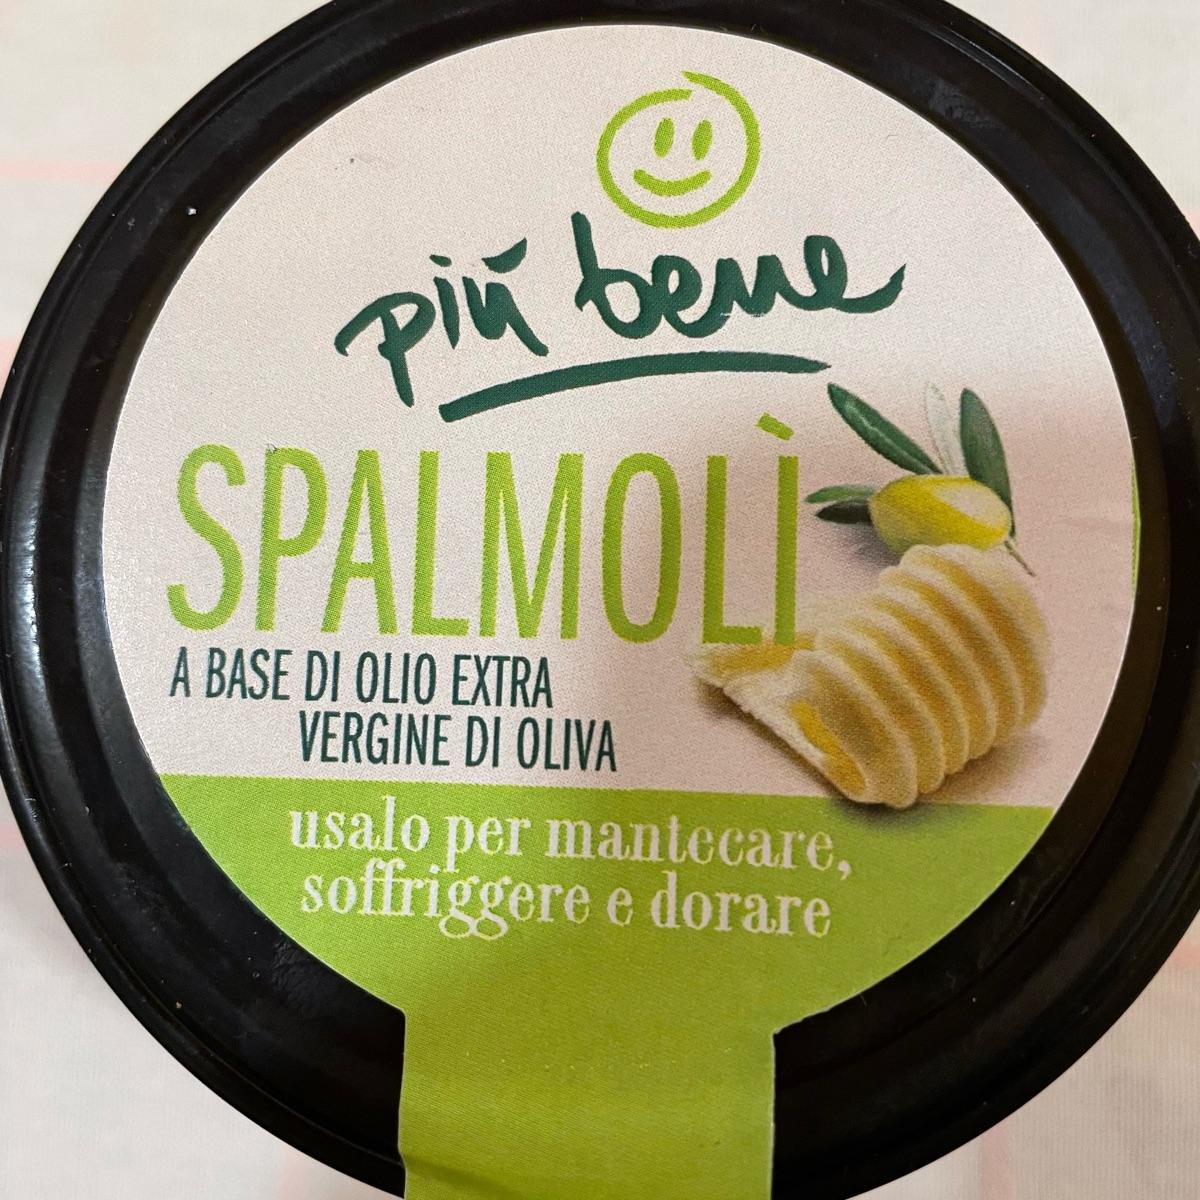 più bene
SPALMOLÌ
A BASE DI OLIO EXTRA
VERGINE DI OLIVA
usalo per mantecare,
soffriggere e dorare